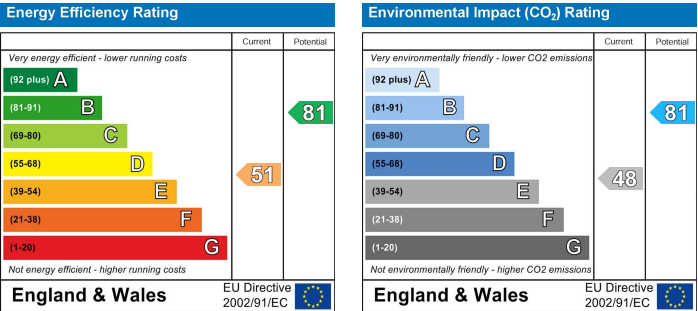 Energy Efficiency Rating
Current
Potential
Very energy efficient - lower running costs
(92 plus) A
(81-91) B
(69-80) C
(55-68) D
(39-54) E
(21-38) F
(1-20) G
51
81
Not energy efficient - higher running costs
England & Wales
EU Directive
2002/91/EC
Environmental Impact (CO₂) Rating
Current
Potential
Very environmentally friendly - lower CO2 emissions
(92 plus) A
(81-91) B
(69-80) C
(55-68) D
(39-54) E
(21-38) F
(1-20) G
48
81
Not environmentally friendly - higher CO2 emissions
England & Wales
EU Directive
2002/91/EC